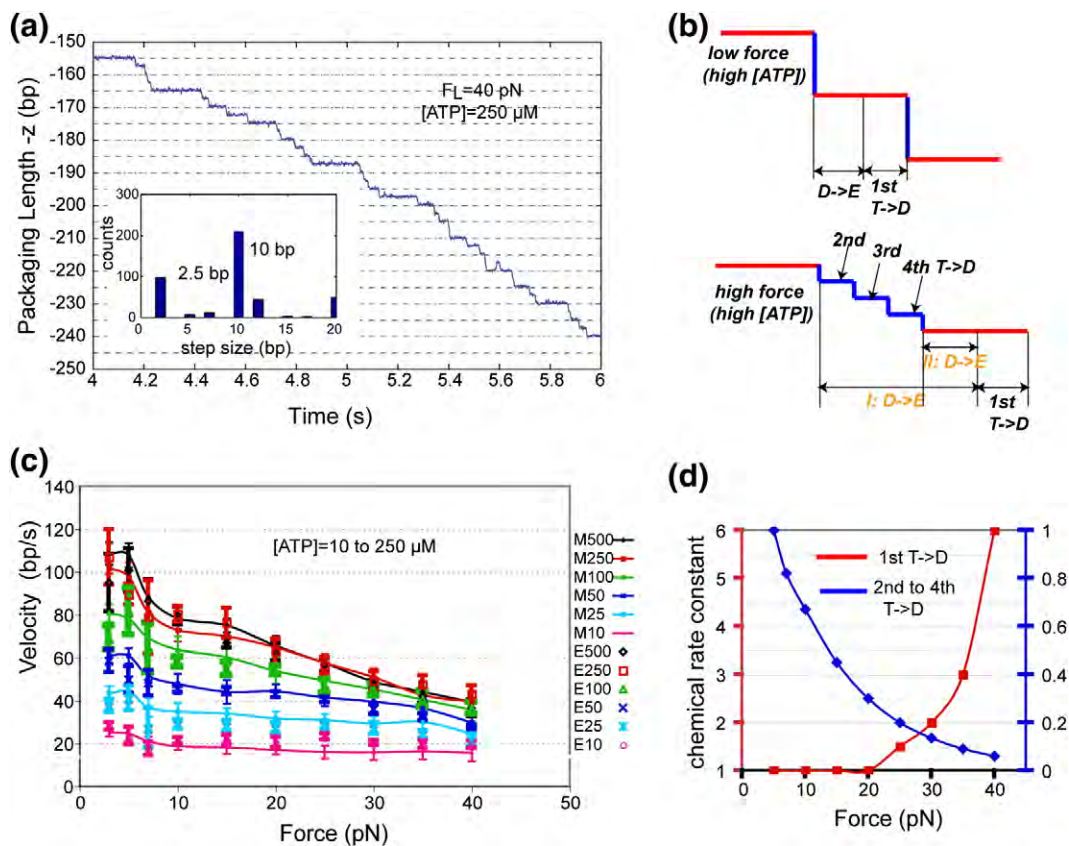 (a)
-150
-160
-170
-180
-190
-200
-210
-220
-230
-240
-250
Packaging Length -z (bp)
F_L=40 pN
[ATP]=250 μM
300
200
100
0
counts
2.5 bp
10 bp
0 5 10 15 20
step size (bp)
4 4.2 4.4 4.6 4.8 5 5.2 5.4 5.6 5.8 6
Time (s)
(b)
low force
(high [ATP])
D->E
1st
T->D
2nd
3rd
4th T->D
high force
(high [ATP])
II: D->E
I: D->E
1st
T->D
(c)
140
120
100
80
60
40
20
0
Velocity (bp/s)
[ATP]=10 to 250 μM
M500
M250
M100
M50
M25
M10
E500
E250
E100
E50
E25
E10
0 10 20 30 40 50
Force (pN)
(d)
6
5
4
3
2
1
chemical rate constant
1st T->D
2nd to 4th
T->D
1
0.8
0.6
0.4
0.2
0
0 10 20 30 40
Force (pN)